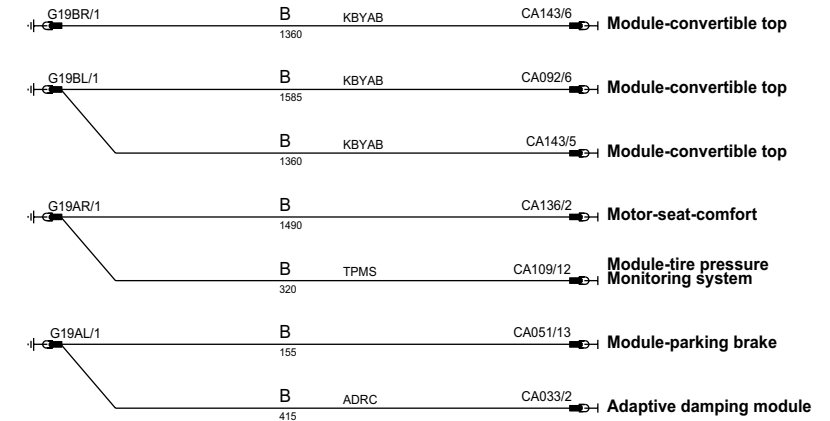 G19BR/1 B KBYAB CA143/6 Module-convertible top
1360
G19BL/1 B KBYAB CA092/6 Module-convertible top
1585
B KBYAB CA143/5 Module-convertible top
1360
G19AR/1 B CA136/2 Motor-seat-comfort
1490
B TPMS CA109/12 Module-tire pressure
Monitoring system
320
G19AL/1 B CA051/13 Module-parking brake
155
B ADRC CA033/2 Adaptive damping module
415